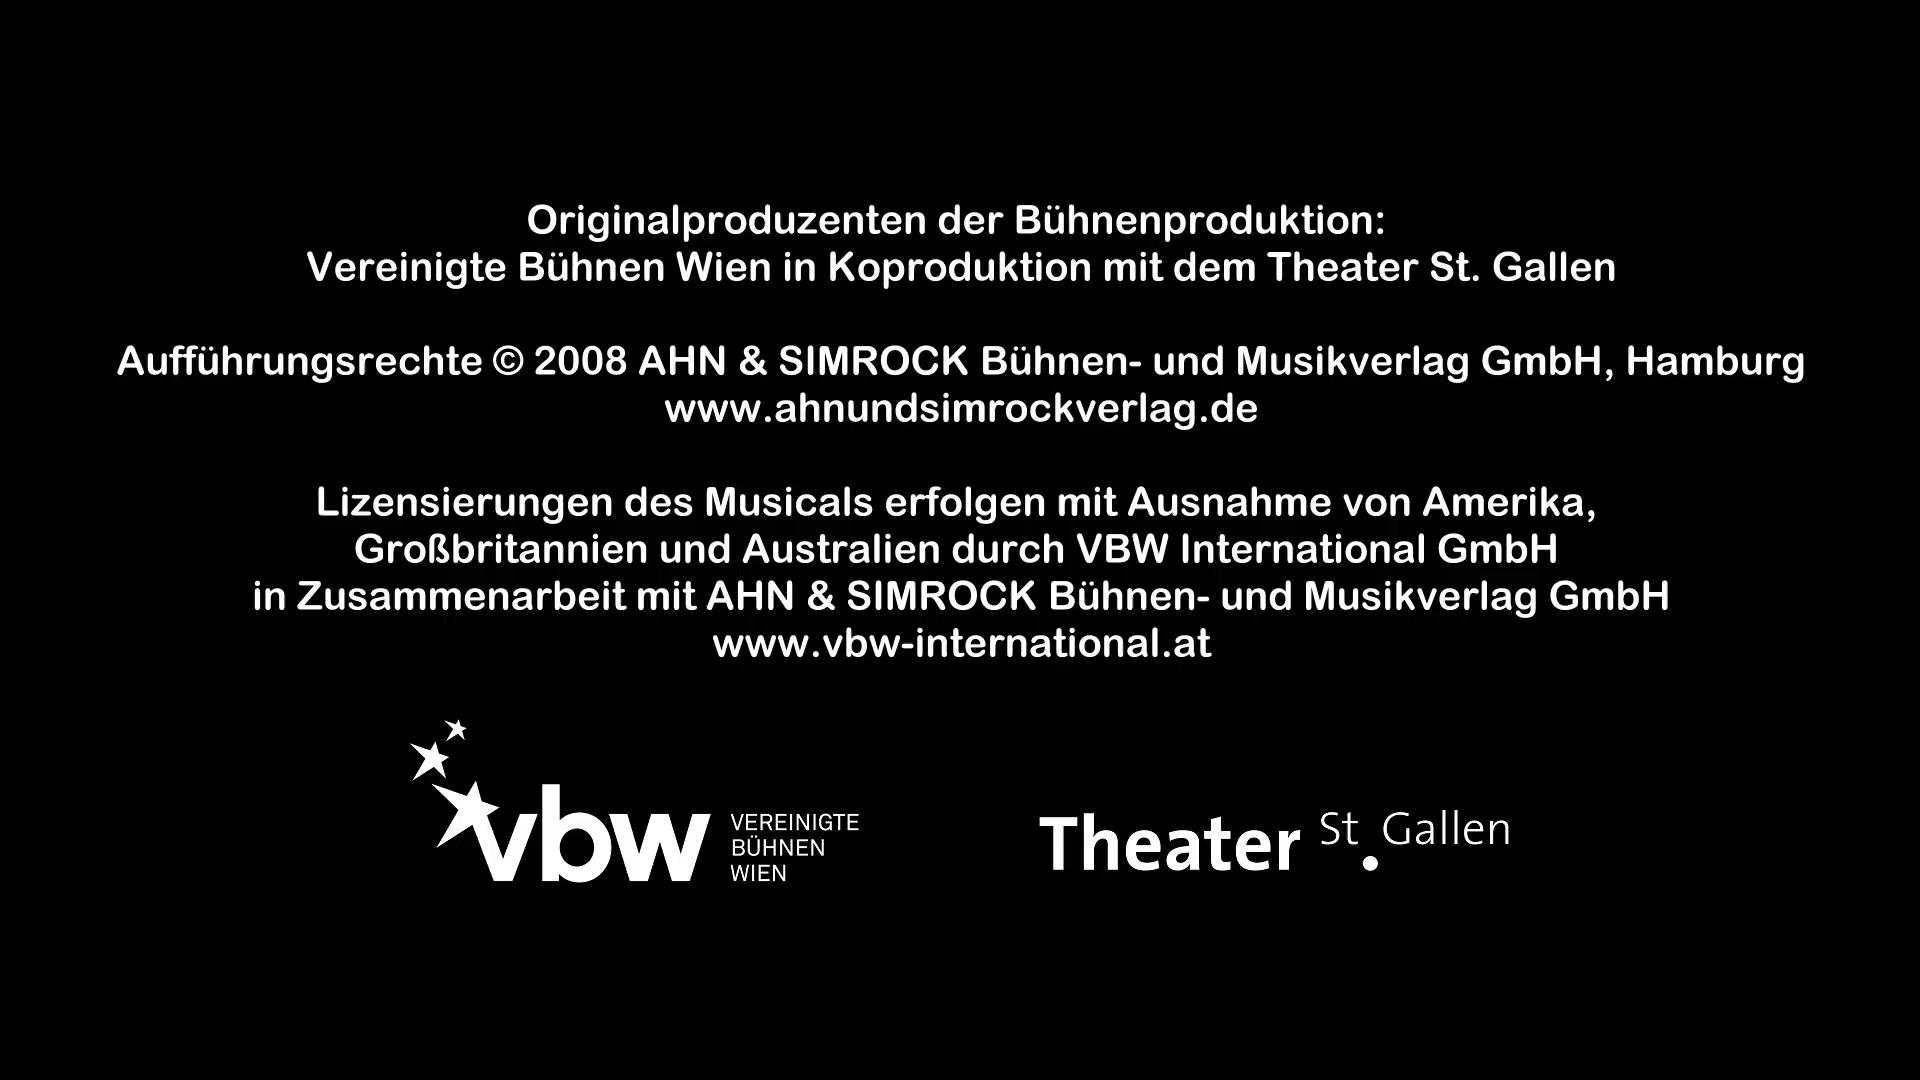 Originalproduzenten der Bühnenproduktion:
Vereinigte Bühnen Wien in Koproduktion mit dem Theater St. Gallen
Aufführungsrechte © 2008 AHN & SIMROCK Bühnen- und Musikverlag GmbH, Hamburg
www.ahnundsimrockverlag.de
Lizensierungen des Musicals erfolgen mit Ausnahme von Amerika,
Großbritannien und Australien durch VBW International GmbH
in Zusammenarbeit mit AHN & SIMROCK Bühnen- und Musikverlag GmbH
www.vbw-international.at
vbw
VEREINIGTE
BÜHNEN
WIEN
Theater St. Gallen